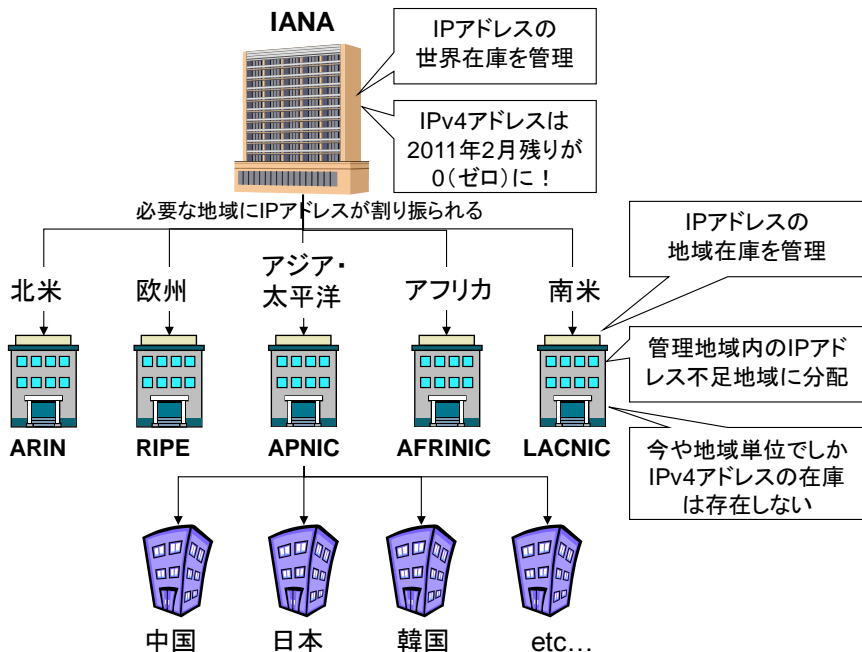 IANA
IPアドレスの
世界在庫を管理
IPv4アドレスは
2011年2月残りが
0(ゼロ)に!
必要な地域にIPアドレスが割り振られる
IPアドレスの
地域在庫を管理
北米
欧州
アジア・
太平洋
アフリカ
南米
管理地域内のIPアド
レス不足地域に分配
ARIN
RIPE
APNIC
AFRINIC
LACNIC
今や地域単位でしか
IPv4アドレスの在庫
は存在しない
中国
日本
韓国
etc…